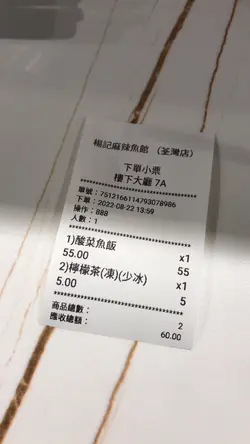 楊記麻辣魚館 (荃灣店)
下單小票
樓下大廳 7A
單號：7512166114793078986
下單：2022-08-22 13:59
操作：888
人數：1
1)酸菜魚飯 x1
55.00 55
2)檸檬茶(凍)(少冰) x1
5.00 5
商品總數： 2
應收總額： 60.00